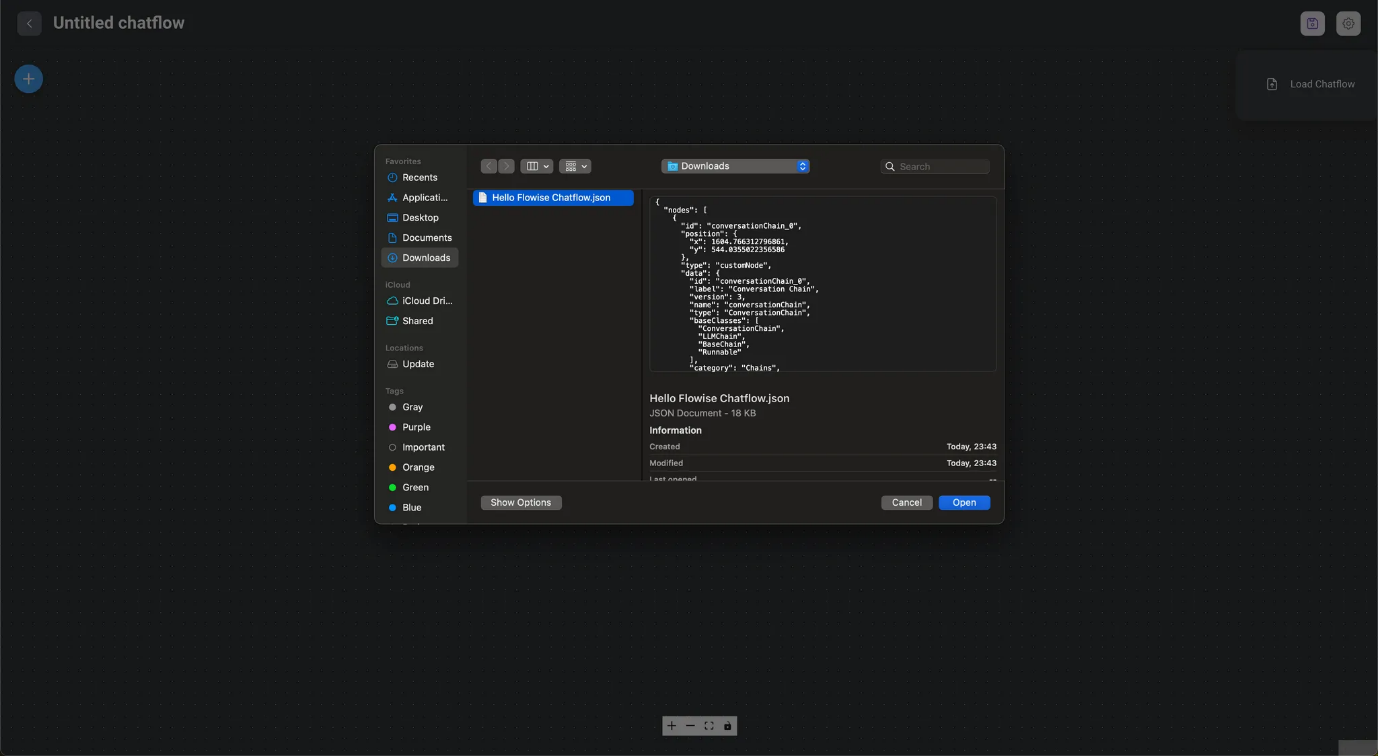 Untitled chatflow
Load Chatflow
Favorites
Recents
Applicati...
Desktop
Documents
Downloads
iCloud
iCloud Dri...
Shared
Locations
Update
Tags
Gray
Purple
Important
Orange
Green
Blue
Downloads
Search
Hello Flowise Chatflow.json
{
"nodes": [
{
"id": "conversationChain_0",
"position": {
"x": 1604.766312796861,
"y": 544.0355022356586
},
"type": "customNode",
"data": {
"id": "conversationChain_0",
"label": "Conversation Chain",
"version": 3,
"name": "conversationChain",
"type": "ConversationChain",
"baseClasses": [
"ConversationChain",
"LLMChain",
"BaseChain",
"Runnable"
],
"category": "Chains",
Hello Flowise Chatflow.json
JSON Document - 18 KB
Information
Created Today, 23:43
Modified Today, 23:43
Last opened --
Show Options
Cancel
Open